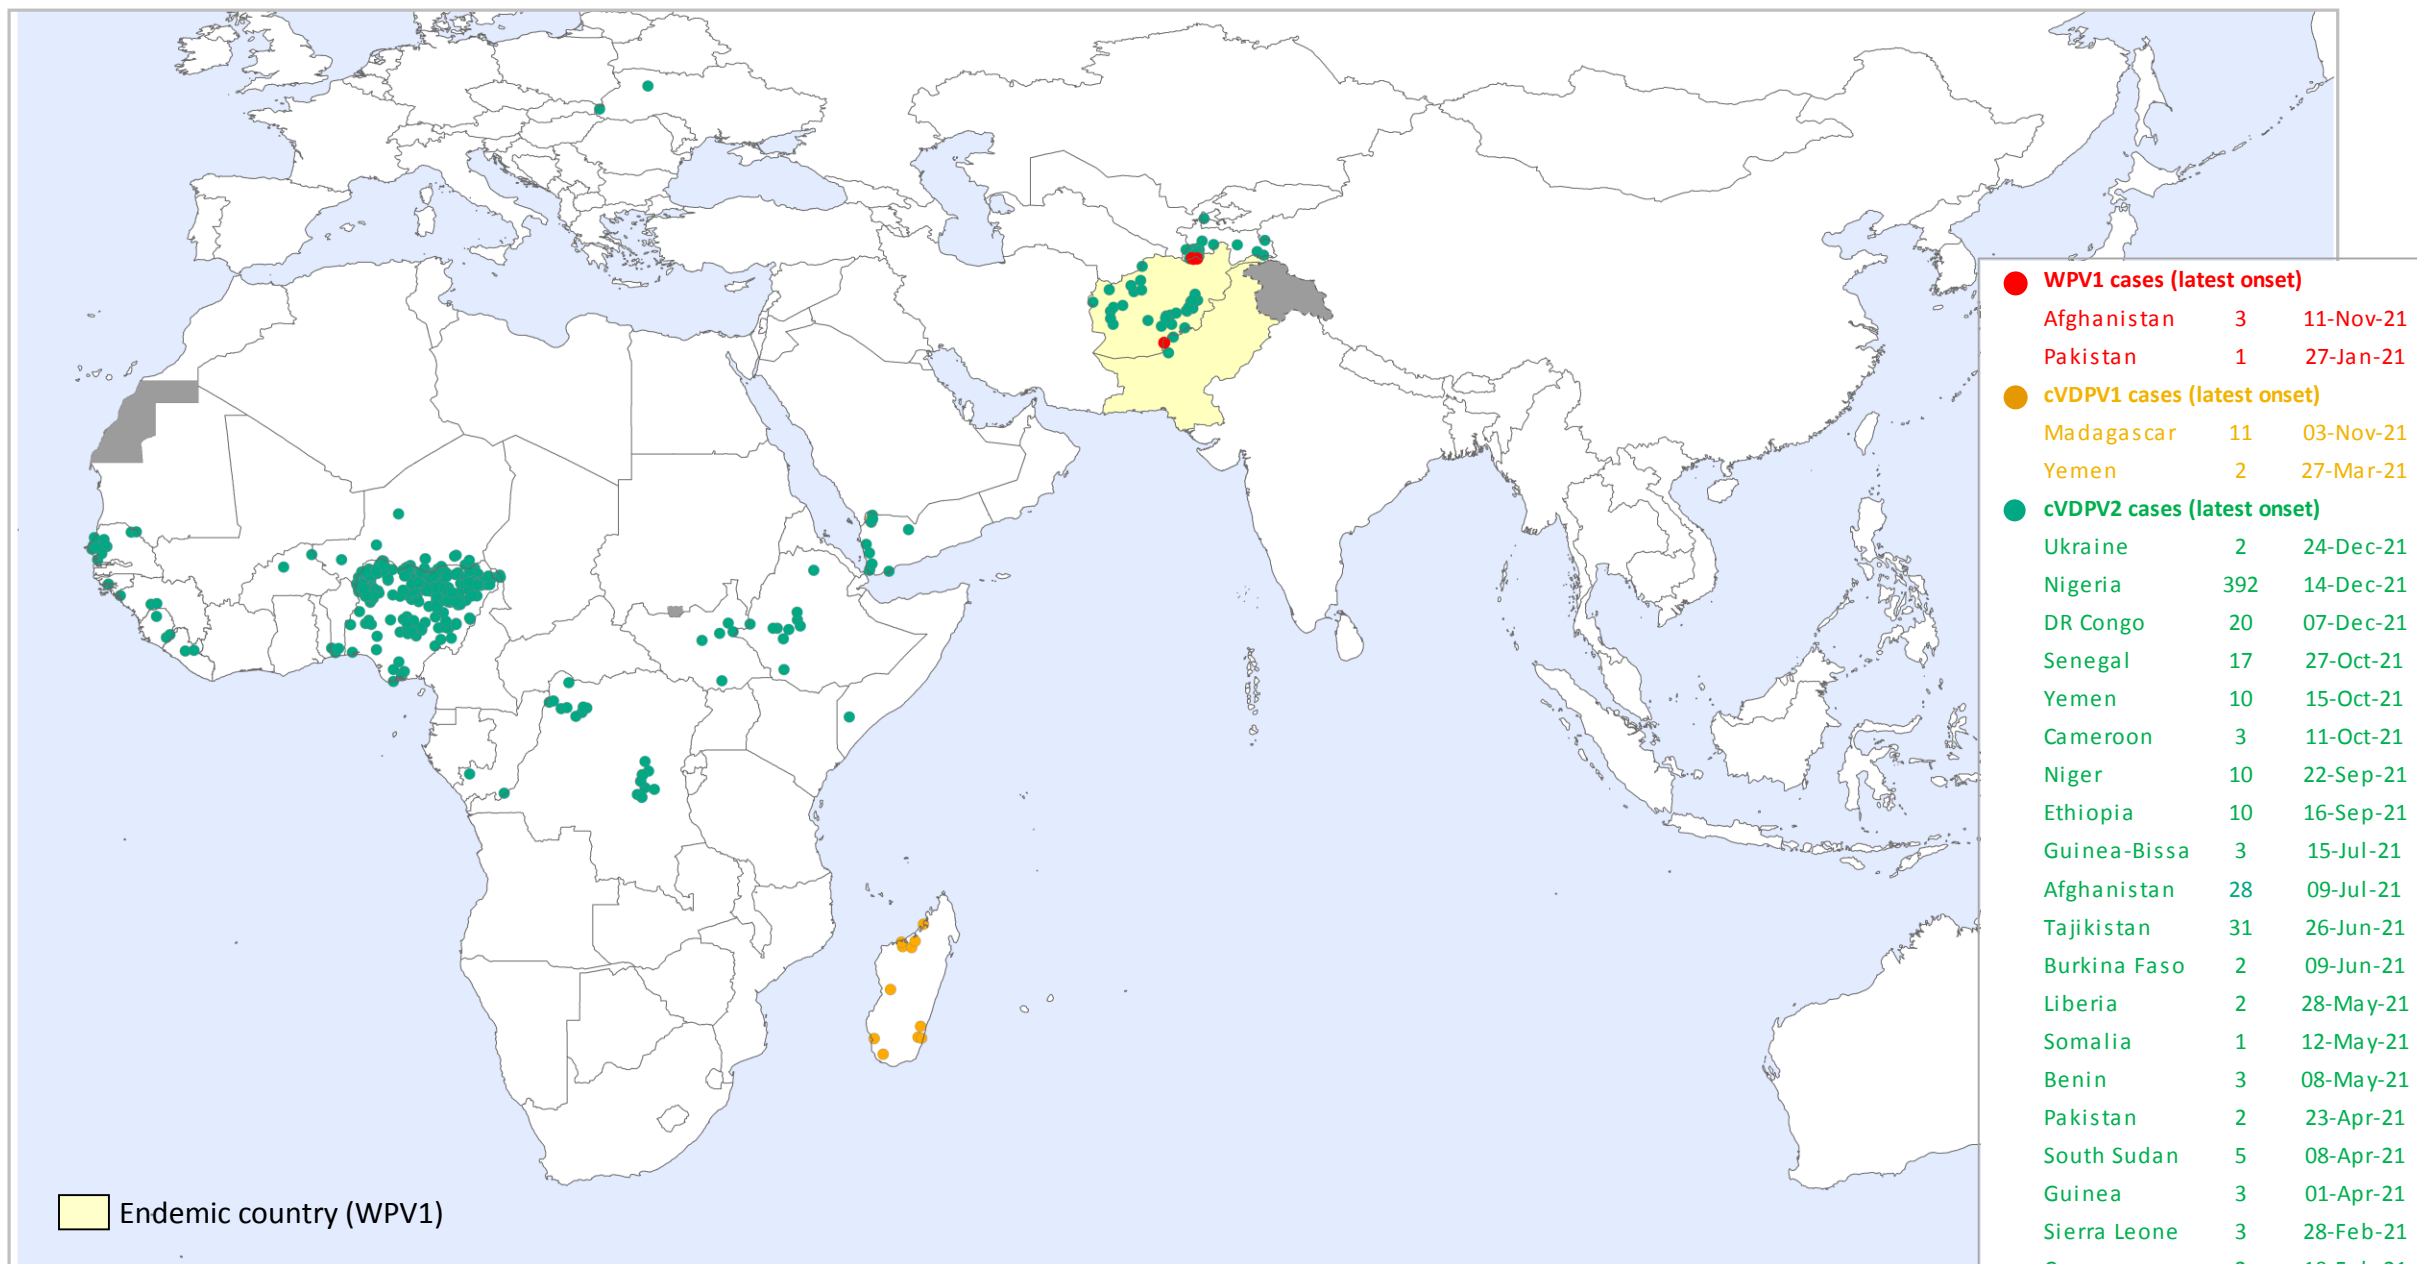 WPV1 cases (latest onset)
Afghanistan 3 11-Nov-21
Pakistan 1 27-Jan-21
cVDPV1 cases (latest onset)
Madagascar 11 03-Nov-21
Yemen 2 27-Mar-21
cVDPV2 cases (latest onset)
Ukraine 2 24-Dec-21
Nigeria 392 14-Dec-21
DR Congo 20 07-Dec-21
Senegal 17 27-Oct-21
Yemen 10 15-Oct-21
Cameroon 3 11-Oct-21
Niger 10 22-Sep-21
Ethiopia 10 16-Sep-21
Guinea-Bissa 3 15-Jul-21
Afghanistan 28 09-Jul-21
Tajikistan 31 26-Jun-21
Burkina Faso 2 09-Jun-21
Liberia 2 28-May-21
Somalia 1 12-May-21
Benin 3 08-May-21
Pakistan 2 23-Apr-21
South Sudan 5 08-Apr-21
Guinea 3 01-Apr-21
Sierra Leone 3 28-Feb-21
Endemic country (WPV1)